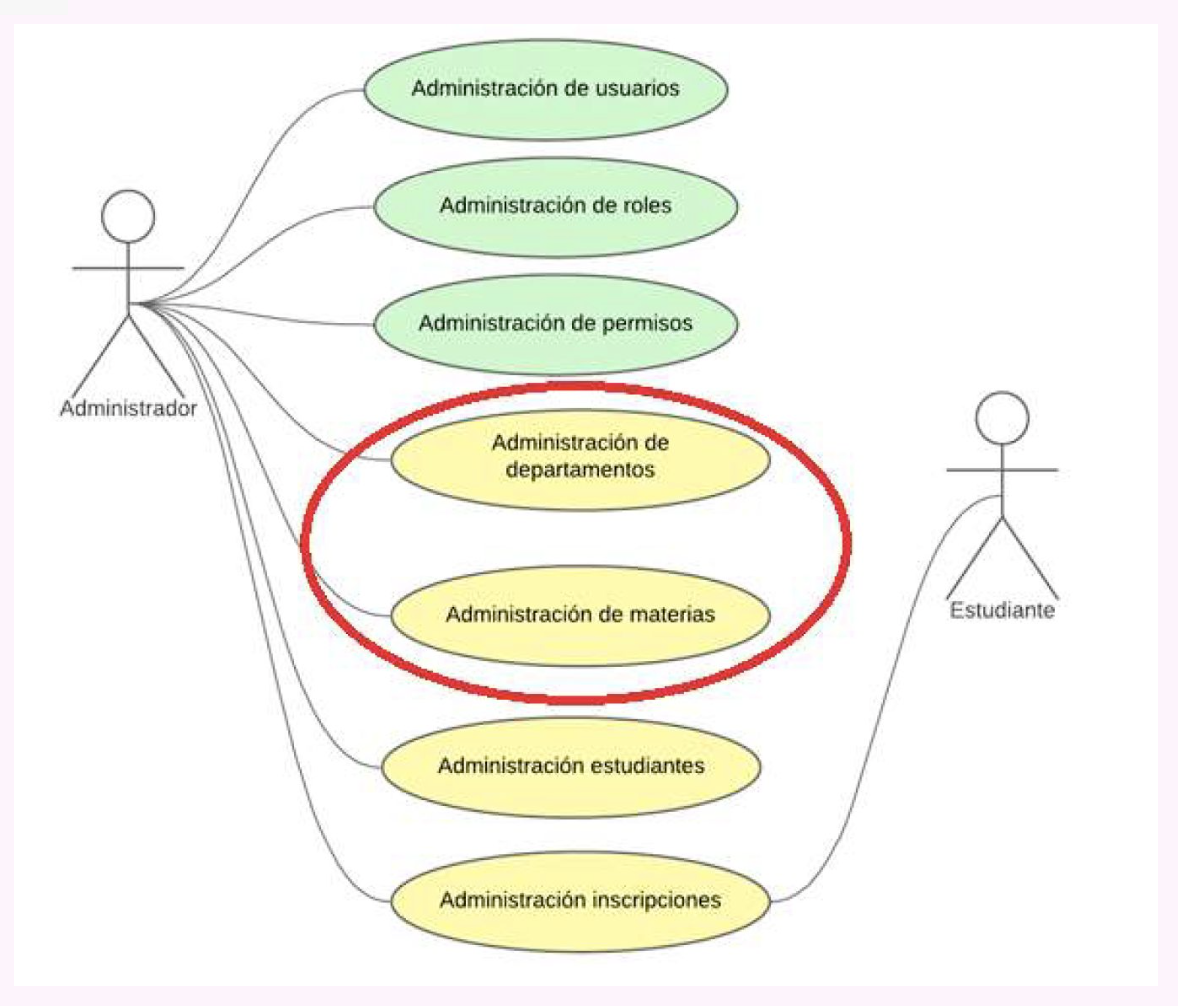 Administración de usuarios
Administración de roles
Administración de permisos
Administrador
Administración de
departamentos
Administración de materias
Estudiante
Administración estudiantes
Administración inscripciones